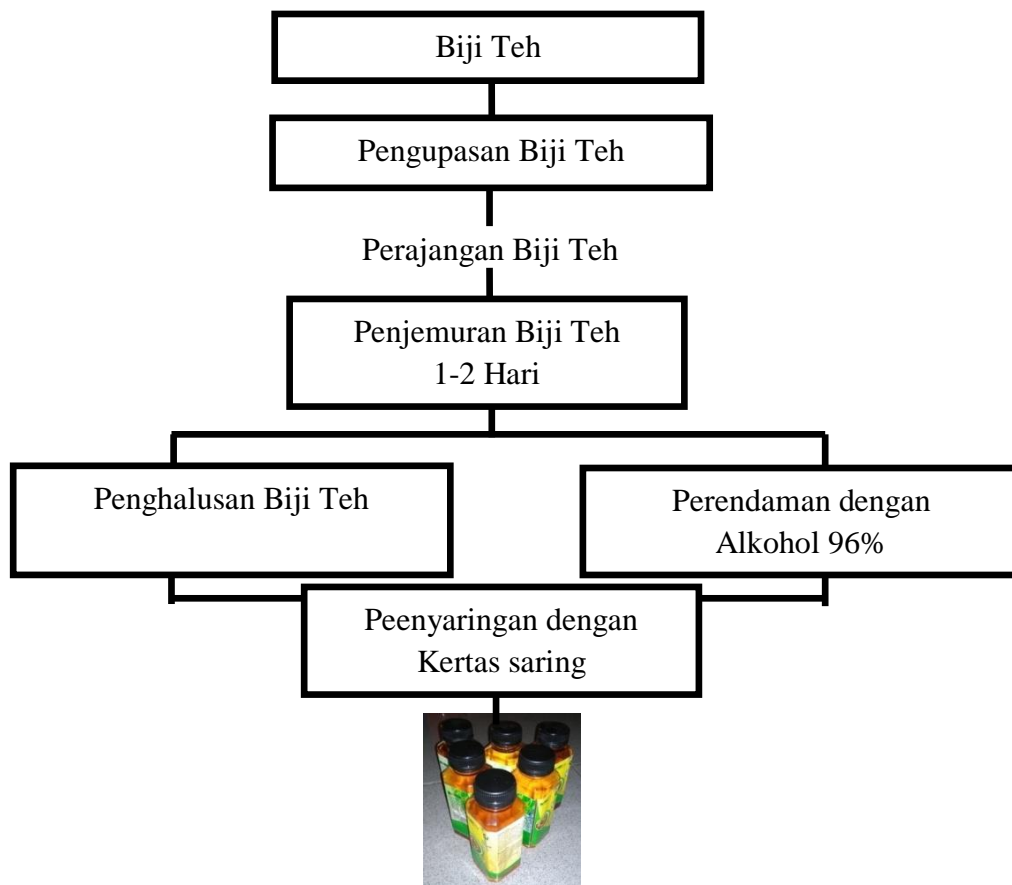 Biji Teh
Pengupasan Biji Teh
Perajangan Biji Teh
Penjemuran Biji Teh
1-2 Hari
Penghalusan Biji Teh
Perendaman dengan
Alkohol 96%
Peenyaringan dengan
Kertas saring